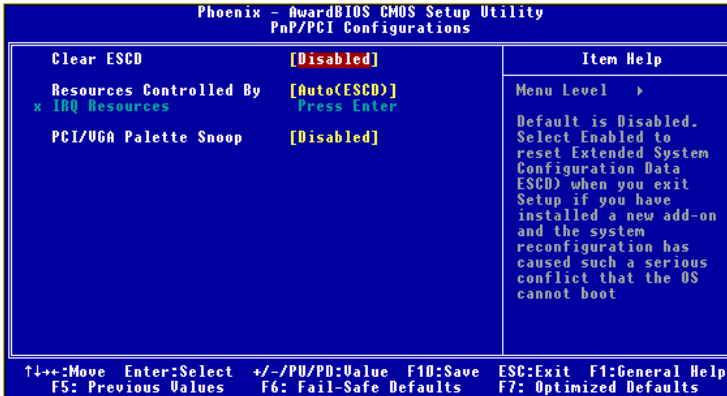 Phoenix - AwardBIOS CMOS Setup Utility
PnP/PCI Configurations
Clear ESCD [Disabled]
Resources Controlled By [Auto(ESCD)]
x IRQ Resources Press Enter
PCI/VGA Palette Snoop [Disabled]
Item Help
Menu Level ▸
Default is Disabled.
Select Enabled to
reset Extended System
Configuration Data
ESCD) when you exit
Setup if you have
installed a new add-on
and the system
reconfiguration has
caused such a serious
conflict that the OS
cannot boot
↑↓→←:Move Enter:Select +/-/PU/PD:Value F10:Save ESC:Exit F1:General Help
F5: Previous Values F6: Fail-Safe Defaults F7: Optimized Defaults